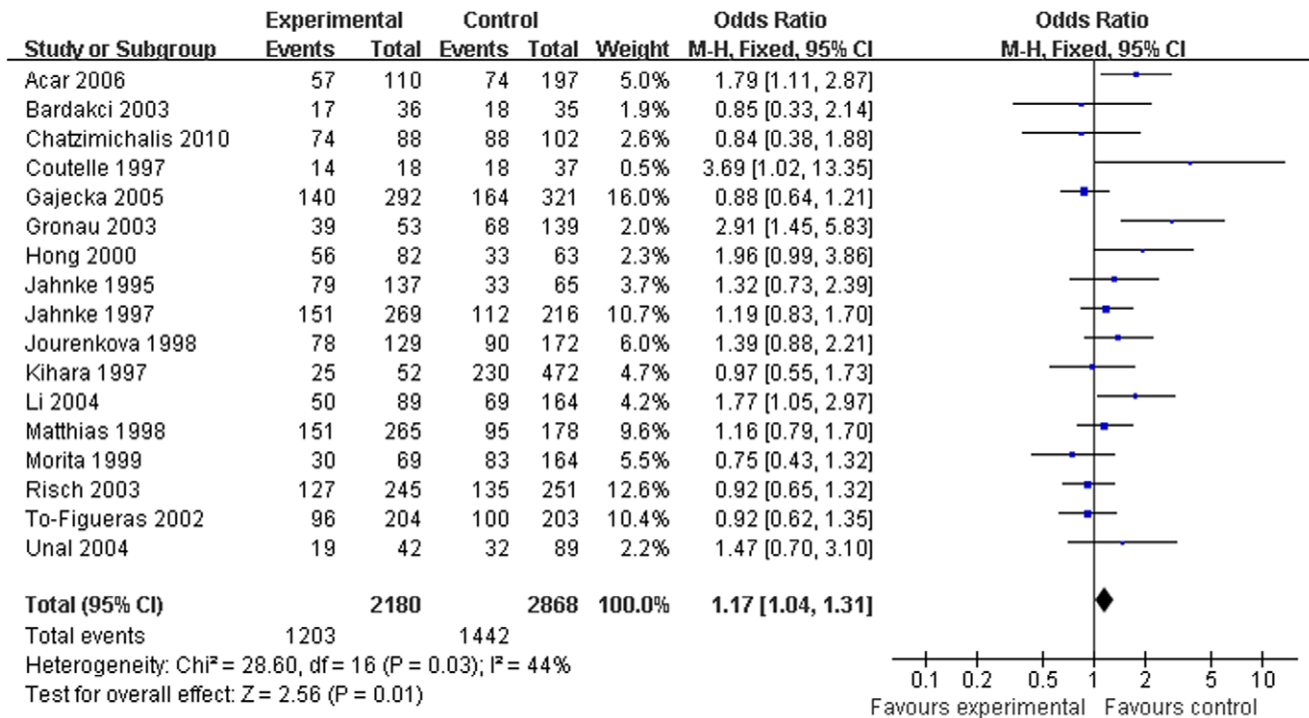 Experimental Control Odds Ratio Odds Ratio
Study or Subgroup Events Total Events Total Weight M-H, Fixed, 95% CI M-H, Fixed, 95% CI
Acar 2006 57 110 74 197 5.0% 1.79 [1.11, 2.87]
Bardakci 2003 17 36 18 35 1.9% 0.85 [0.33, 2.14]
Chatzimichalis 2010 74 88 88 102 2.6% 0.84 [0.38, 1.88]
Coutelle 1997 14 18 18 37 0.5% 3.69 [1.02, 13.35]
Gajecka 2005 140 292 164 321 16.0% 0.88 [0.64, 1.21]
Gronau 2003 39 53 68 139 2.0% 2.91 [1.45, 5.83]
Hong 2000 56 82 33 63 2.3% 1.96 [0.99, 3.86]
Jahnke 1995 79 137 33 65 3.7% 1.32 [0.73, 2.39]
Jahnke 1997 151 269 112 216 10.7% 1.19 [0.83, 1.70]
Jourenkova 1998 78 129 90 172 6.0% 1.39 [0.88, 2.21]
Kihara 1997 25 52 230 472 4.7% 0.97 [0.55, 1.73]
Li 2004 50 89 69 164 4.2% 1.77 [1.05, 2.97]
Matthias 1998 151 265 95 178 9.6% 1.16 [0.79, 1.70]
Morita 1999 30 69 83 164 5.5% 0.75 [0.43, 1.32]
Risch 2003 127 245 135 251 12.6% 0.92 [0.65, 1.32]
To-Figueras 2002 96 204 100 203 10.4% 0.92 [0.62, 1.35]
Unal 2004 19 42 32 89 2.2% 1.47 [0.70, 3.10]
Total (95% CI) 2180 2868 100.0% 1.17 [1.04, 1.31]
Total events 1203 1442
Heterogeneity: Chi² = 28.60, df = 16 (P = 0.03); I² = 44%
Test for overall effect: Z = 2.56 (P = 0.01)
0.1 0.2 0.5 1 2 5 10
Favours experimental Favours control